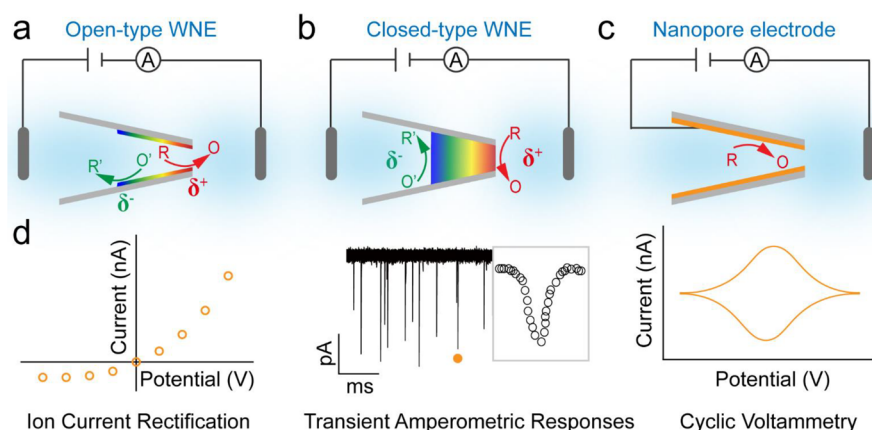 a
Open-type WNE
A
R
O
R'
O'
δ-
δ+
b
Closed-type WNE
A
R'
δ-
O'
R
δ+
O
c
Nanopore electrode
A
R
O
d
Current (nA)
Potential (V)
Ion Current Rectification
pA
ms
Transient Amperometric Responses
Current (nA)
Potential (V)
Cyclic Voltammetry